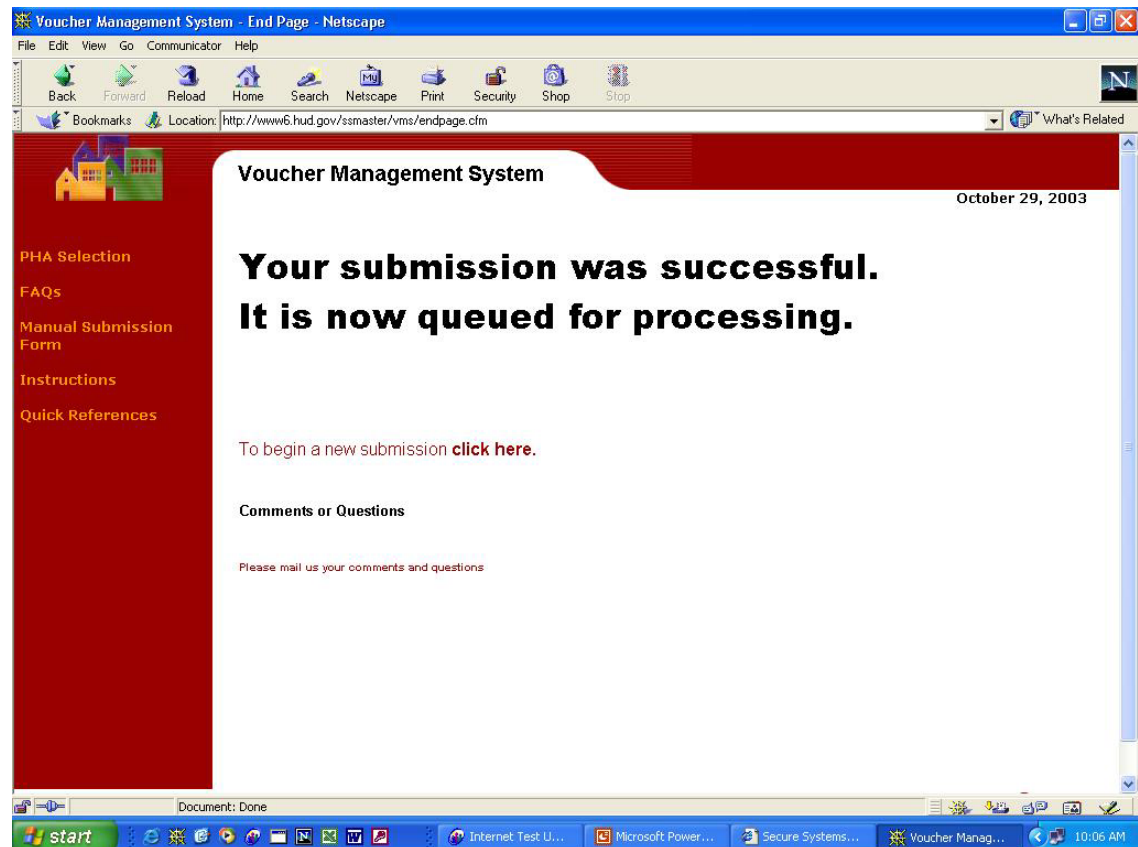 Voucher Management System - End Page - Netscape
File Edit View Go Communicator Help
My
N
Back Forward Reload Home Search Netscape Print Security Shop Stop
Bookmarks Location: http://www6.hud.gov/ssmaster/vms/endpage.cfm What's Related
Voucher Management System
October 29, 2003
PHA Selection
FAQs
Manual Submission
Form
Instructions
Quick References
Your submission was successful.
It is now queued for processing.
To begin a new submission click here.
Comments or Questions
Please mail us your comments and questions
Document: Done
start Internet Test U... Microsoft Power... Secure Systems... Voucher Manag... 10:06 AM